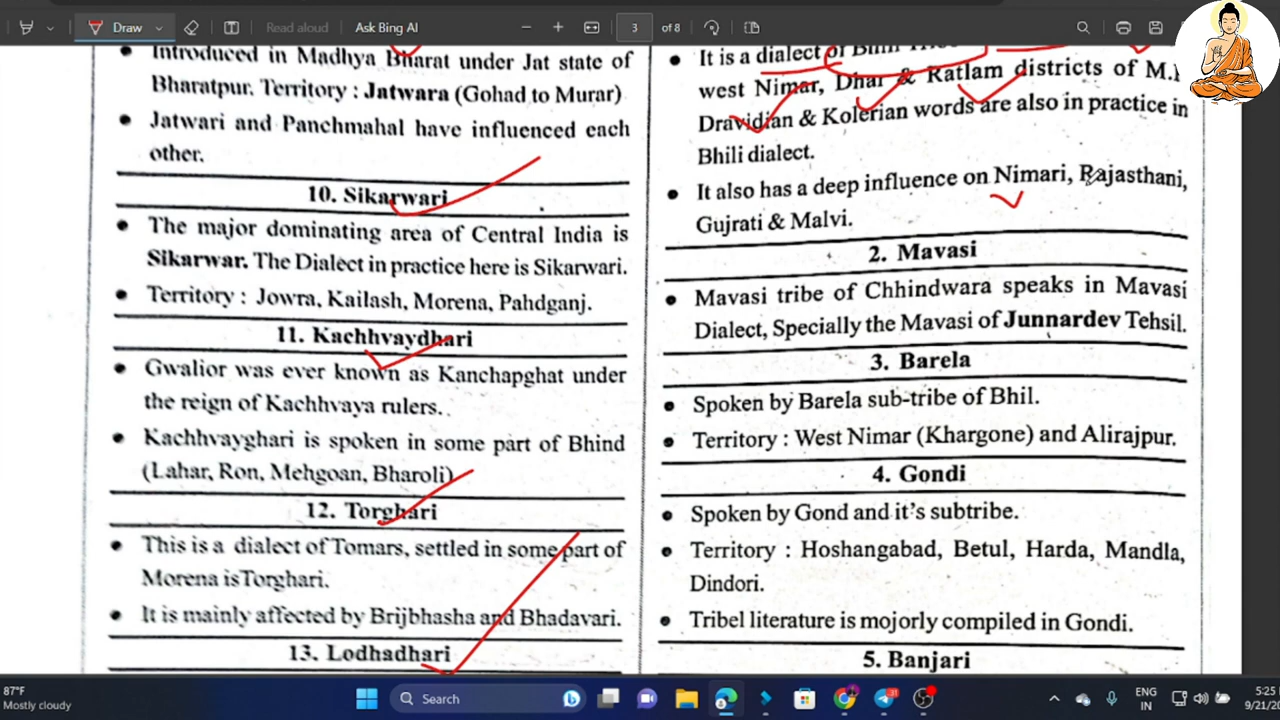 Draw
Read aloud
Ask Bing AI
3
of 8
Introduced in Madhya Bharat under Jat state of
Bharatpur. Territory : Jatwara (Gohad to Murar)
Jatwari and Panchmahal have influenced each
other.
10. Sikarwari
The major dominating area of Central India is
Sikarwar. The Dialect in practice here is Sikarwari.
Territory : Jowra, Kailash, Morena, Pahdganj.
11. Kachhvaydhari
Gwalior was ever known as Kanchapghat under
the reign of Kachhvaya rulers.
Kachhvayghari is spoken in some part of Bhind
(Lahar, Ron, Mehgoan, Bharoli)
12. Torghari
This is a dialect of Tomars, settled in some part of
Morena isTorghari.
It is mainly affected by Brijbhasha and Bhadavari.
13. Lodhadhari
It is a dialect of Bhili
west Nimar, Dhar & Ratlam districts of M.P
Dravidian & Kolerian words are also in practice in
Bhili dialect.
It also has a deep influence on Nimari, Rajasthani,
Gujrati & Malvi.
2. Mavasi
Mavasi tribe of Chhindwara speaks in Mavasi
Dialect, Specially the Mavasi of Junnardev Tehsil.
3. Barela
Spoken by Barela sub-tribe of Bhil.
Territory : West Nimar (Khargone) and Alirajpur.
4. Gondi
Spoken by Gond and it's subtribe.
Territory : Hoshangabad, Betul, Harda, Mandla,
Dindori.
Tribel literature is mojorly compiled in Gondi.
5. Banjari
87°F
Mostly cloudy
Search
31
ENG
IN
5:25
9/21/20